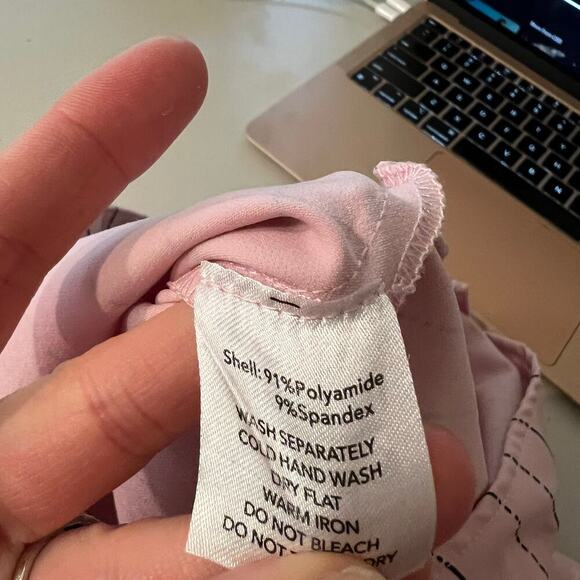 Shell: 91%Polyamide
9%Spandex
WASH SEPARATELY
COLD HAND WASH
DRY FLAT
WARM IRON
DO NOT BLEACH
DO NOT DRY